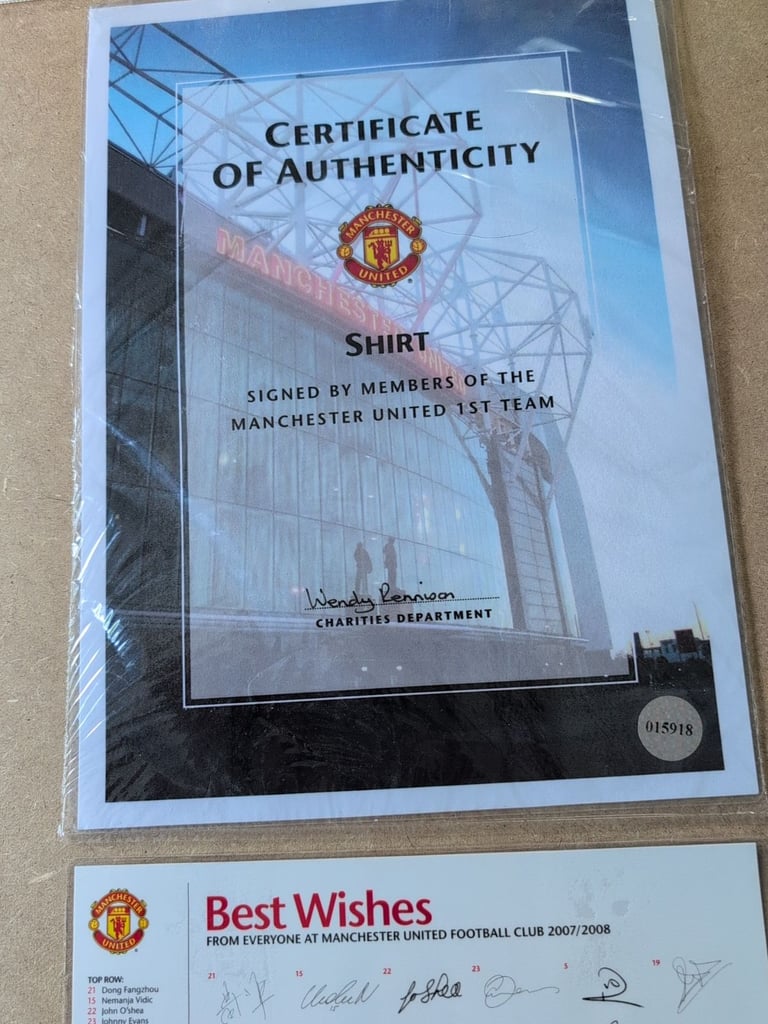 CERTIFICATE
OF AUTHENTICITY
MANCHESTER
UNITED
MANCHESTER UNITED
SHIRT
SIGNED BY MEMBERS OF THE
MANCHESTER UNITED 1ST TEAM
Wendy Rennison
CHARITIES DEPARTMENT
015918
MANCHESTER
UNITED
Best Wishes
FROM EVERYONE AT MANCHESTER UNITED FOOTBALL CLUB 2007/2008
TOP ROW:
21 Dong Fangzhou
15 Nemanja Vidic
22 John O'shea
23 Johnny Evans
21 15 22 23 5 19